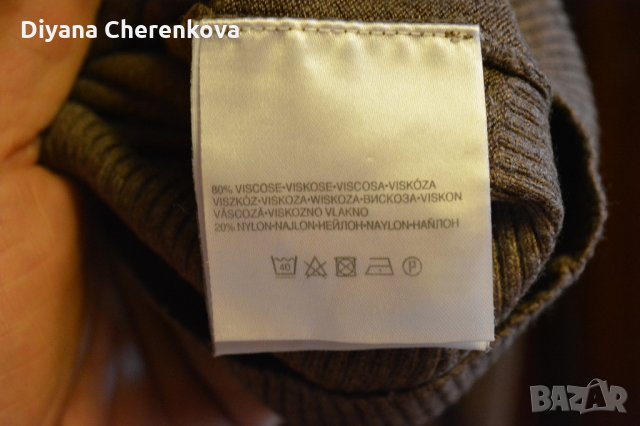 Diyana Cherenkova
80% VISCOSE•VISKOSE•VISCOSA•VISKÓZA
VISZKÓZ•VISKOZA•WISKOZA•ВИСКОЗА•VISKON
VÂSCOZĂ•VISKOZNO VLAKNO
20% NYLON•NAJLON•НЕЙЛОН•NAYLON•НАЙЛОН
40 P
BAZAR
bg